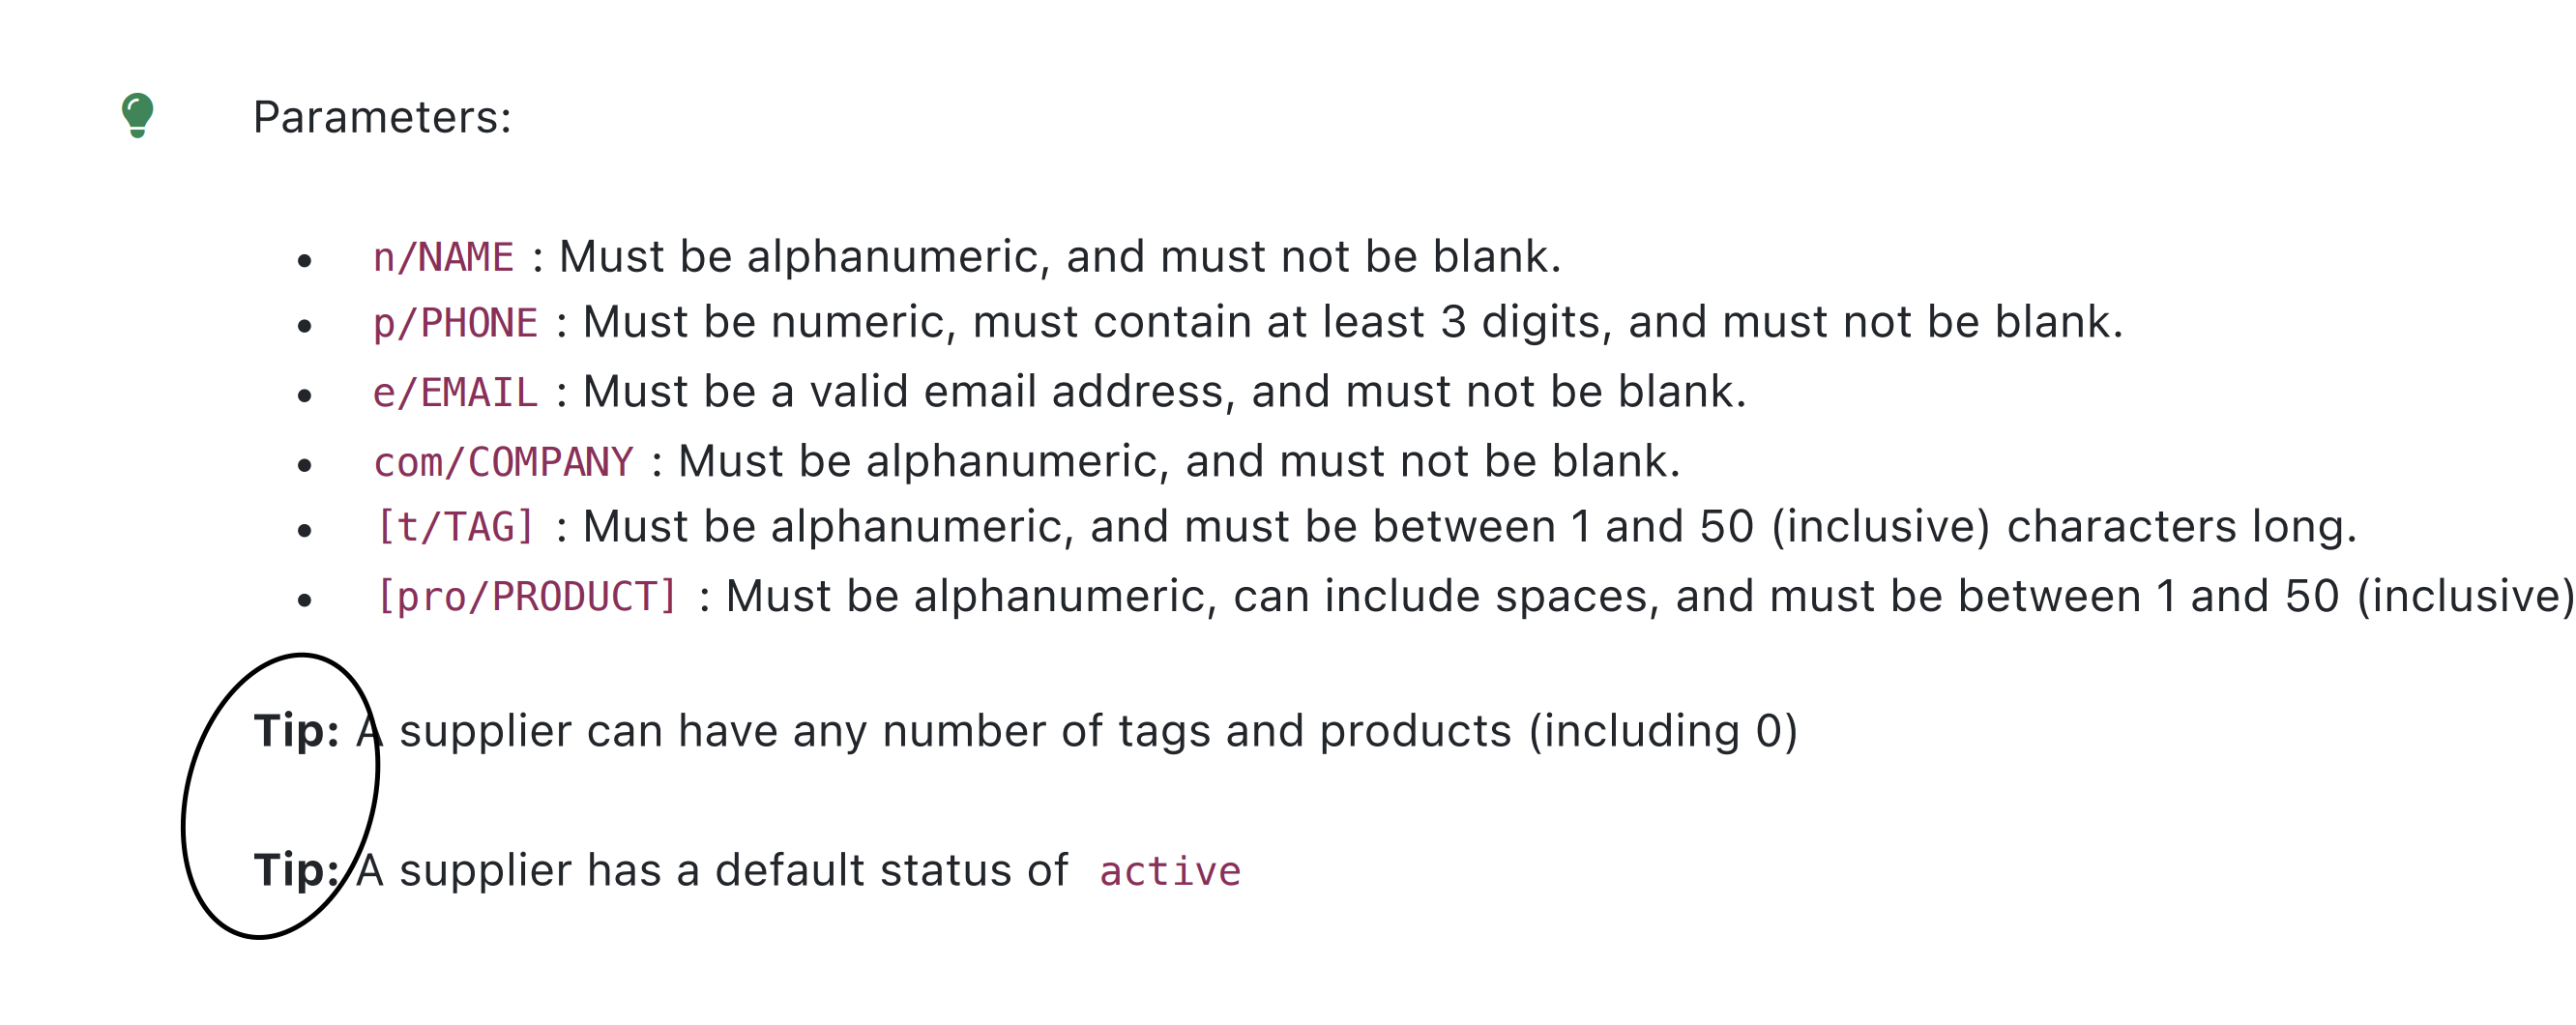 Parameters:
• n/NAME : Must be alphanumeric, and must not be blank.
• p/PHONE : Must be numeric, must contain at least 3 digits, and must not be blank.
• e/EMAIL : Must be a valid email address, and must not be blank.
• com/COMPANY : Must be alphanumeric, and must not be blank.
• [t/TAG] : Must be alphanumeric, and must be between 1 and 50 (inclusive) characters long.
• [pro/PRODUCT] : Must be alphanumeric, can include spaces, and must be between 1 and 50 (inclusive)
Tip: A supplier can have any number of tags and products (including 0)
Tip: A supplier has a default status of active